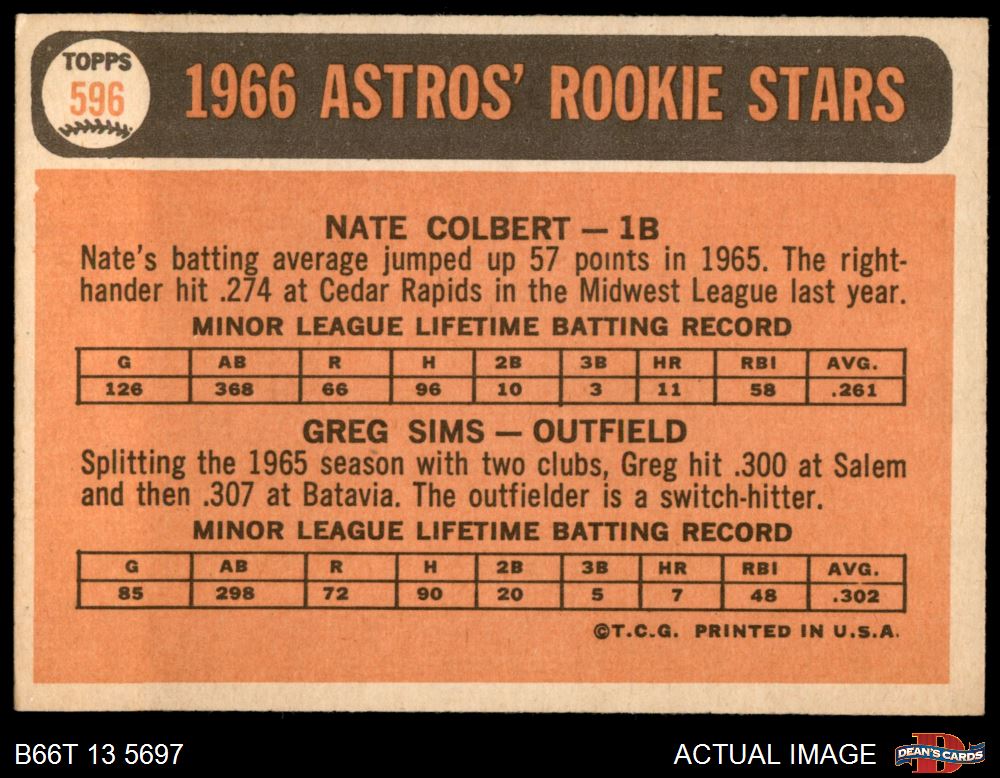 TOPPS
596
1966 ASTROS' ROOKIE STARS
NATE COLBERT — 1B
Nate's batting average jumped up 57 points in 1965. The right-
hander hit .274 at Cedar Rapids in the Midwest League last year.
MINOR LEAGUE LIFETIME BATTING RECORD
G AB R H 2B 3B HR RBI AVG.
126 368 66 96 10 3 11 58 .261
GREG SIMS — OUTFIELD
Splitting the 1965 season with two clubs, Greg hit .300 at Salem
and then .307 at Batavia. The outfielder is a switch-hitter.
MINOR LEAGUE LIFETIME BATTING RECORD
G AB R H 2B 3B HR RBI AVG.
85 298 72 90 20 5 7 48 .302
©T.C.G. PRINTED IN U.S.A.
B66T 13 5697
ACTUAL IMAGE
DEAN'S CARDS